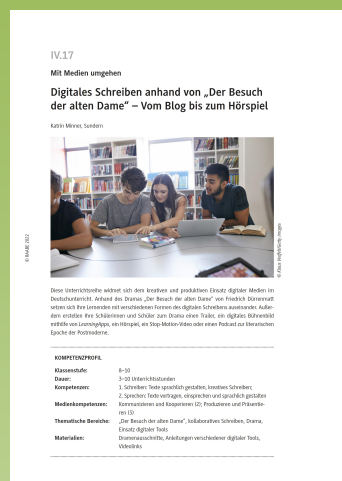 IV.17
Mit Medien umgehen
Digitales Schreiben anhand von „Der Besuch
der alten Dame“ – Vom Blog bis zum Hörspiel
Katrin Minner, Sundern
© RAABE 2022
Diese Unterrichtsreihe widmet sich dem kreativen und produktiven Einsatz digitaler Medien im
Deutschunterricht. Anhand des Dramas „Der Besuch der alten Dame“ von Friedrich Dürrenmatt
setzen sich Ihre Lernenden mit verschiedenen Formen des digitalen Schreibens auseinander. Außer-
dem erstellen Ihre Schülerinnen und Schüler zu dem Drama einen Trailer, ein digitales Bühnenbild
mithilfe von LearningApps, ein Hörspiel, ein Stop-Motion-Video oder einen Podcast zur literarischen
Epoche der Postmoderne.
KOMPETENZPROFIL
Klassenstufe: 8–10
Dauer: 3–10 Unterrichtsstunden
Kompetenzen: 1. Schreiben: Texte sprachlich gestalten, kreatives Schreiben;
2. Sprechen: Texte vortragen, einsprechen und sprachlich gestalten
Medienkompetenzen: Kommunizieren und Kooperieren (2); Produzieren und Präsentie-
ren (3)
Thematische Bereiche: „Der Besuch der alten Dame“, kollaboratives Schreiben, Drama,
Einsatz digitaler Tools
Materialien: Dramenausschnitte, Anleitungen verschiedener digitaler Tools,
Videolinks